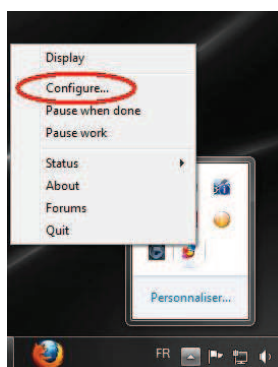 Display
Configure...
Pause when done
Pause work
Status
About
Forums
Quit
Personnaliser...
FR